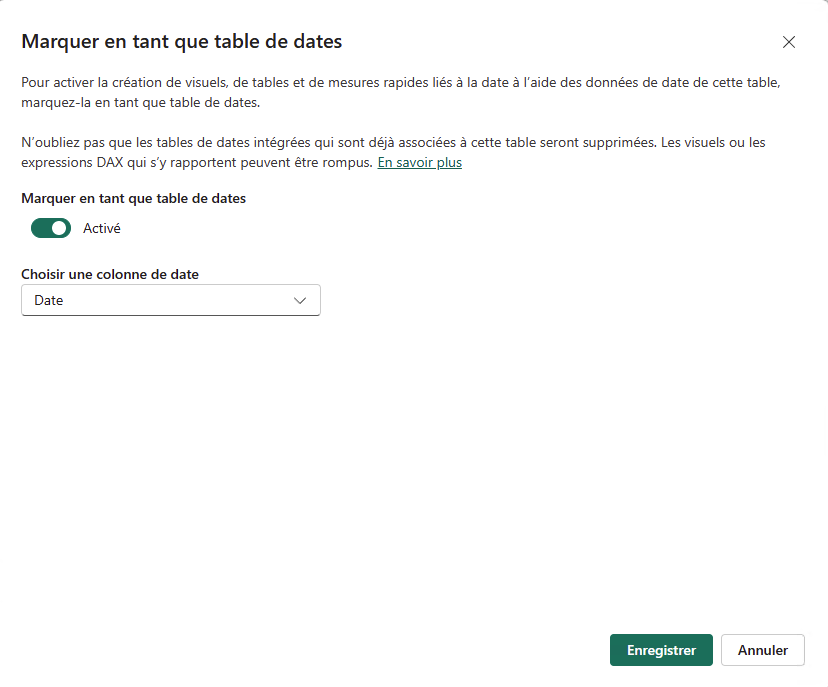 Marquer en tant que table de dates
Pour activer la création de visuels, de tables et de mesures rapides liés à la date à l’aide des données de date de cette table,
marquez-la en tant que table de dates.
N’oubliez pas que les tables de dates intégrées qui sont déjà associées à cette table seront supprimées. Les visuels ou les
expressions DAX qui s’y rapportent peuvent être rompus. En savoir plus
Marquer en tant que table de dates
Activé
Choisir une colonne de date
Date
Enregistrer
Annuler